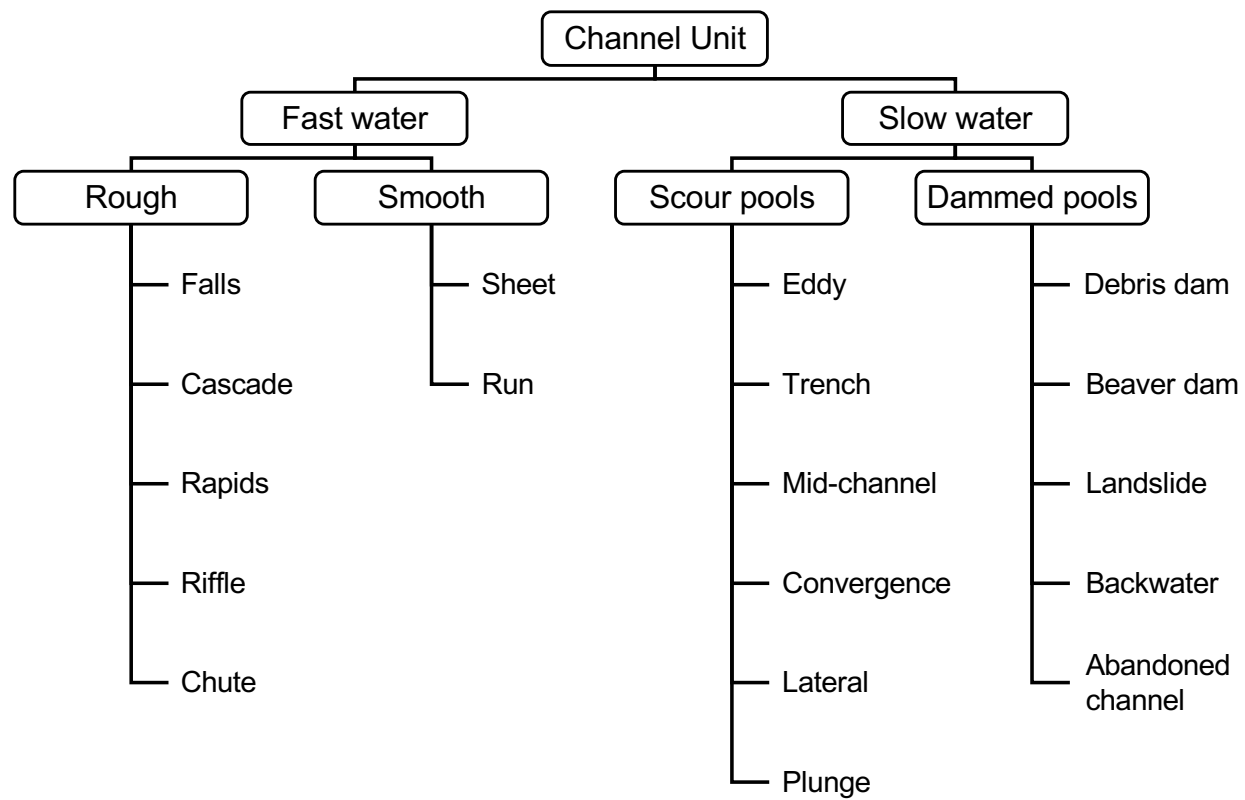 Channel Unit
Fast water
Slow water
Rough
Smooth
Scour pools
Dammed pools
Falls
Cascade
Rapids
Riffle
Chute
Sheet
Run
Eddy
Trench
Mid-channel
Convergence
Lateral
Plunge
Debris dam
Beaver dam
Landslide
Backwater
Abandoned
channel